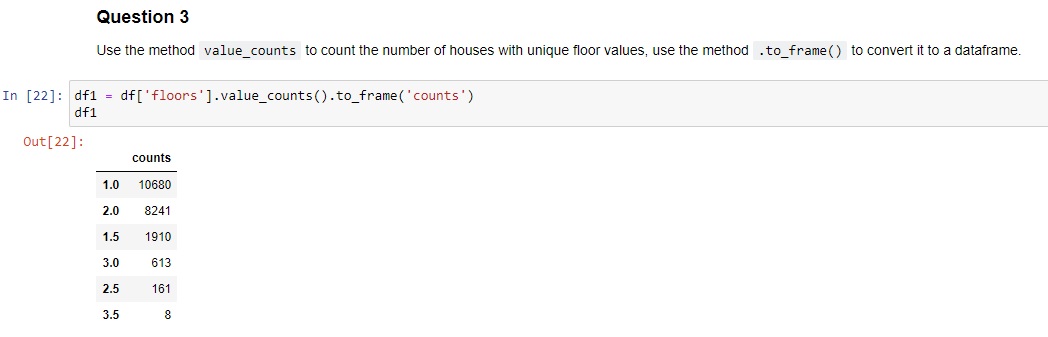 Question 3
Use the method value_counts to count the number of houses with unique floor values, use the method .to_frame() to convert it to a dataframe.
In [22]: df1 = df['floors'].value_counts().to_frame('counts')
df1
Out[22]:
counts
1.0 10680
2.0 8241
1.5 1910
3.0 613
2.5 161
3.5 8